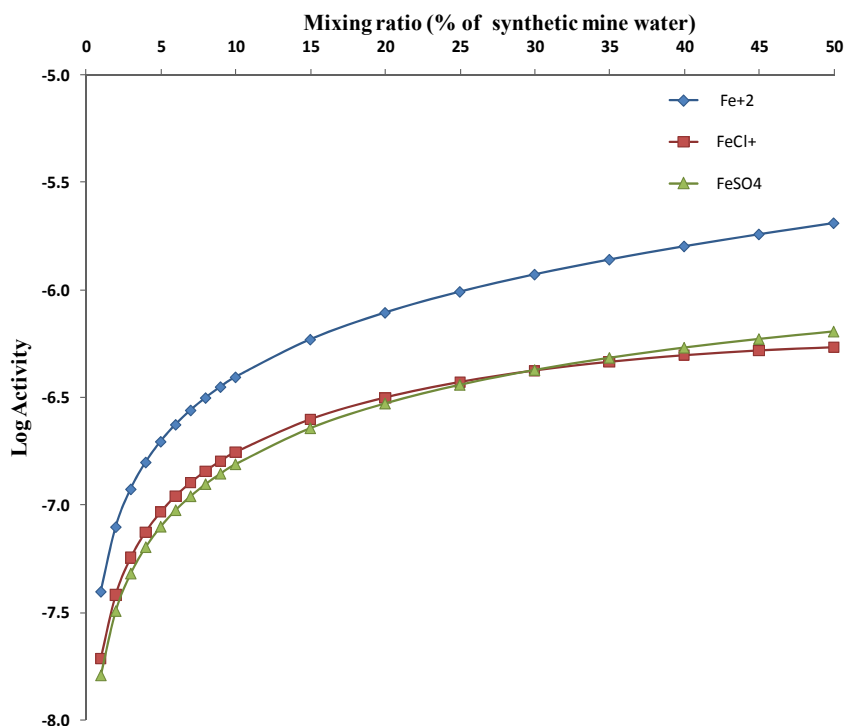 Mixing ratio (% of synthetic mine water)
0 5 10 15 20 25 30 35 40 45 50
-5.0
Fe+2
FeCl+
-5.5
FeSO4
-6.0
Log Activity
-6.5
-7.0
-7.5
-8.0